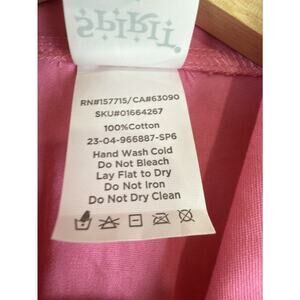 SPIRIT
RN#157715/CA#63090
SKU#01664267
100%Cotton
23-04-966887-SP6
Hand Wash Cold
Do Not Bleach
Lay Flat to Dry
Do Not Iron
Do Not Dry Clean